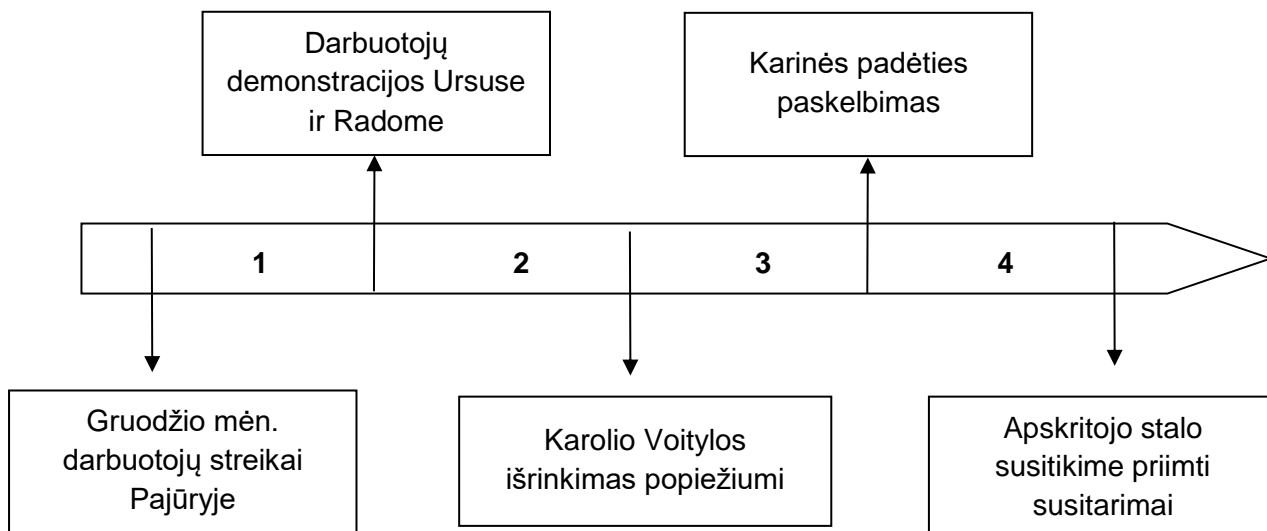 Darbuotojų
demonstracijos Ursuse
ir Radome
Karinės padėties
paskelbimas
1
2
3
4
Gruodžio mėn.
darbuotojų streikai
Pajūryje
Karolio Voitylos
išrinkimas popiežiumi
Apskritojo stalo
susitikime priimti
susitarimai